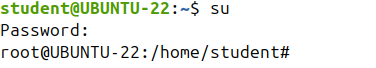 student@UBUNTU-22:~$ su
Password:
root@UBUNTU-22:/home/student#